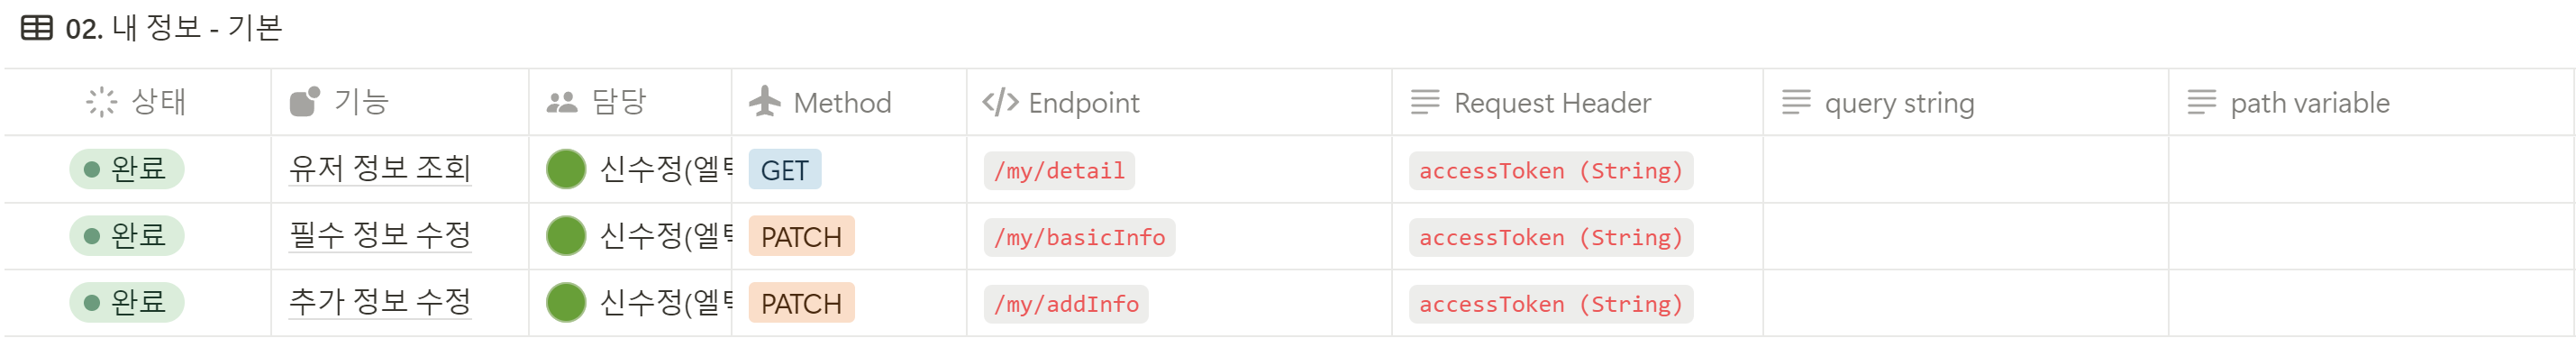 02. 내 정보 - 기본
상태 기능 담당 Method Endpoint Request Header query string path variable
완료 유저 정보 조회 신수정(엘 GET /my/detail accessToken (String)
완료 필수 정보 수정 신수정(엘 PATCH /my/basicInfo accessToken (String)
완료 추가 정보 수정 신수정(엘 PATCH /my/addInfo accessToken (String)